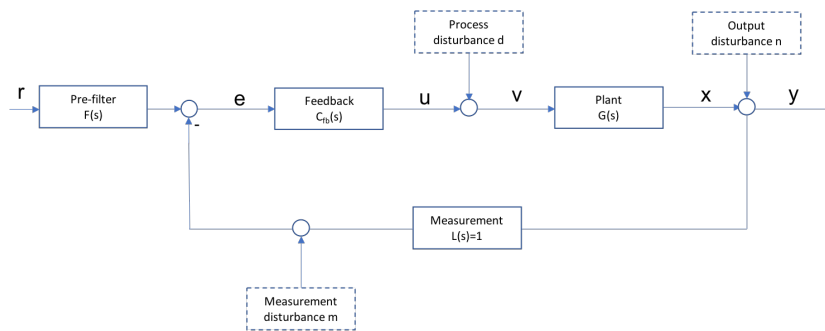 Process
disturbance d
Output
disturbance n
r
Pre-filter
F(s)
e
Feedback
Cfb(s)
u
v
Plant
G(s)
x
y
-
Measurement
L(s)=1
Measurement
disturbance m